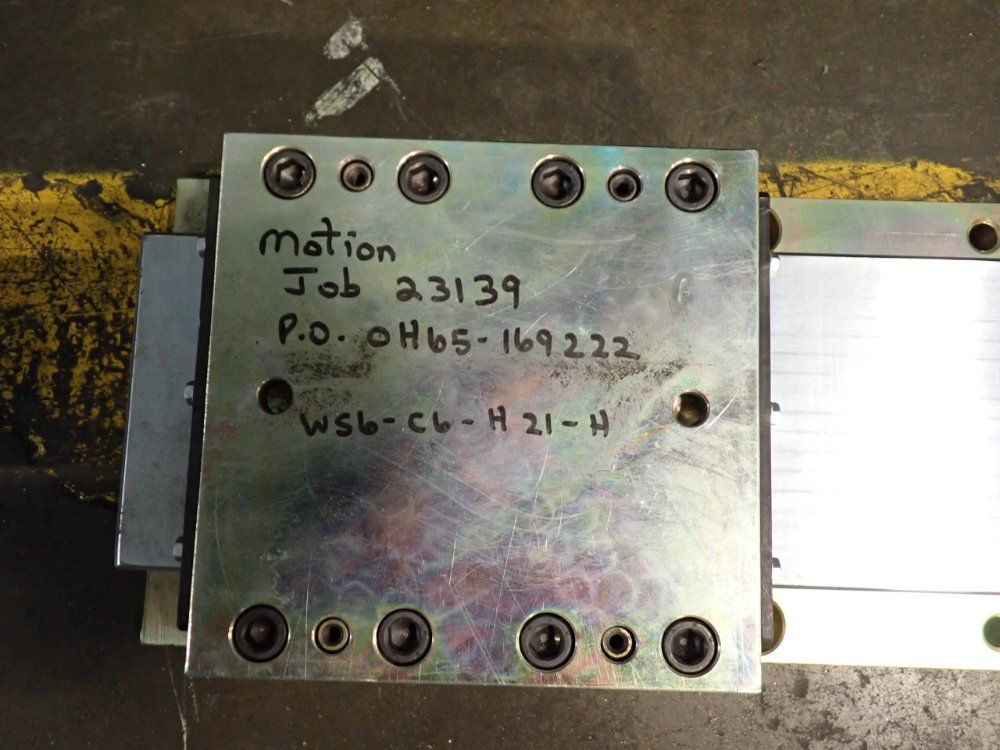 motion
Job 23139
P.O. OH65-169222
WS6-C6-H21-H